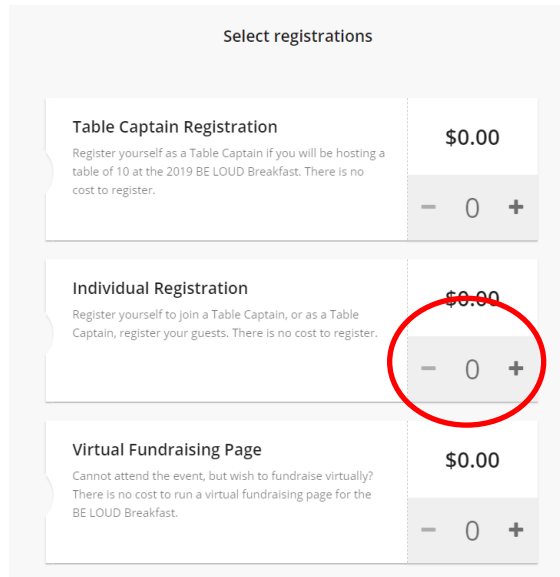 Select registrations
Table Captain Registration
$0.00
Register yourself as a Table Captain if you will be hosting a
table of 10 at the 2019 BE LOUD Breakfast. There is no
cost to register.
− 0 +
Individual Registration
$0.00
Register yourself to join a Table Captain, or as a Table
Captain, register your guests. There is no cost to register.
− 0 +
Virtual Fundraising Page
$0.00
Cannot attend the event, but wish to fundraise virtually?
There is no cost to run a virtual fundraising page for the
BE LOUD Breakfast.
− 0 +